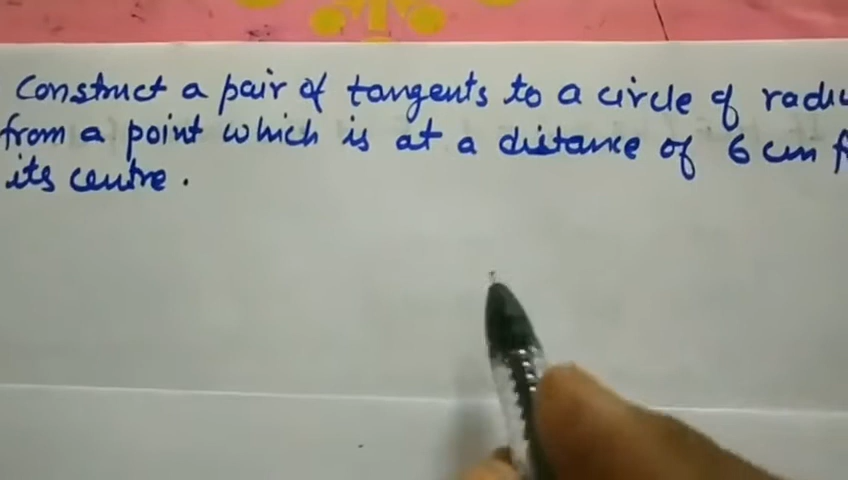 Construct a pair of tangents to a circle of
from a point which is at a distance of 6 cm
its centre.